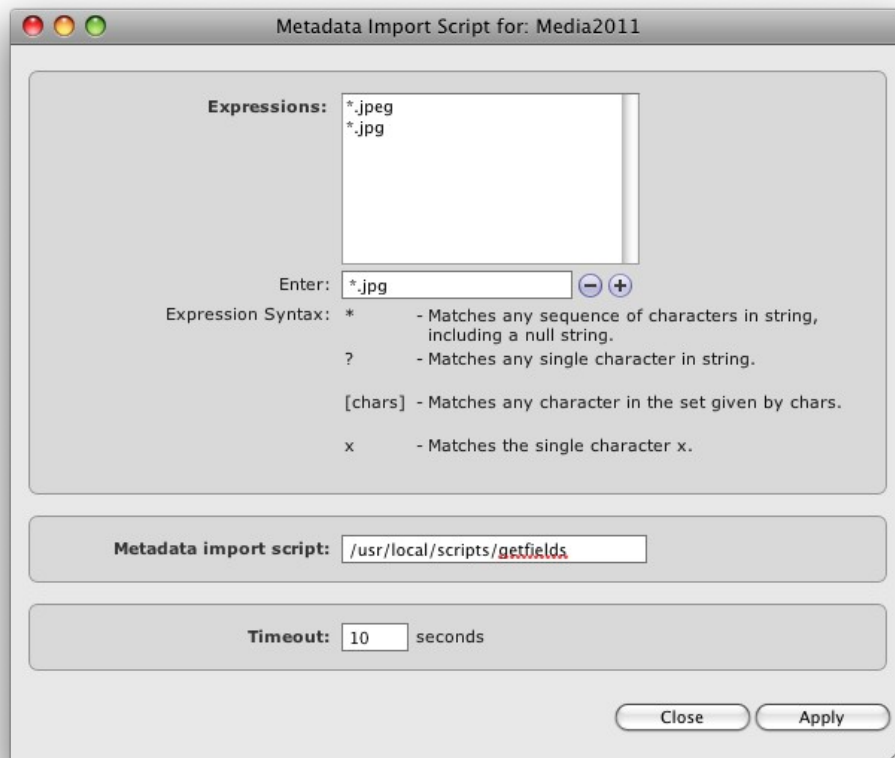 Metadata Import Script for: Media2011
Expressions:
*.jpeg
*.jpg
Enter: *.jpg
Expression Syntax: * - Matches any sequence of characters in string,
including a null string.
? - Matches any single character in string.
[chars] - Matches any character in the set given by chars.
x - Matches the single character x.
Metadata import script: /usr/local/scripts/getfields
Timeout: 10 seconds
Close Apply